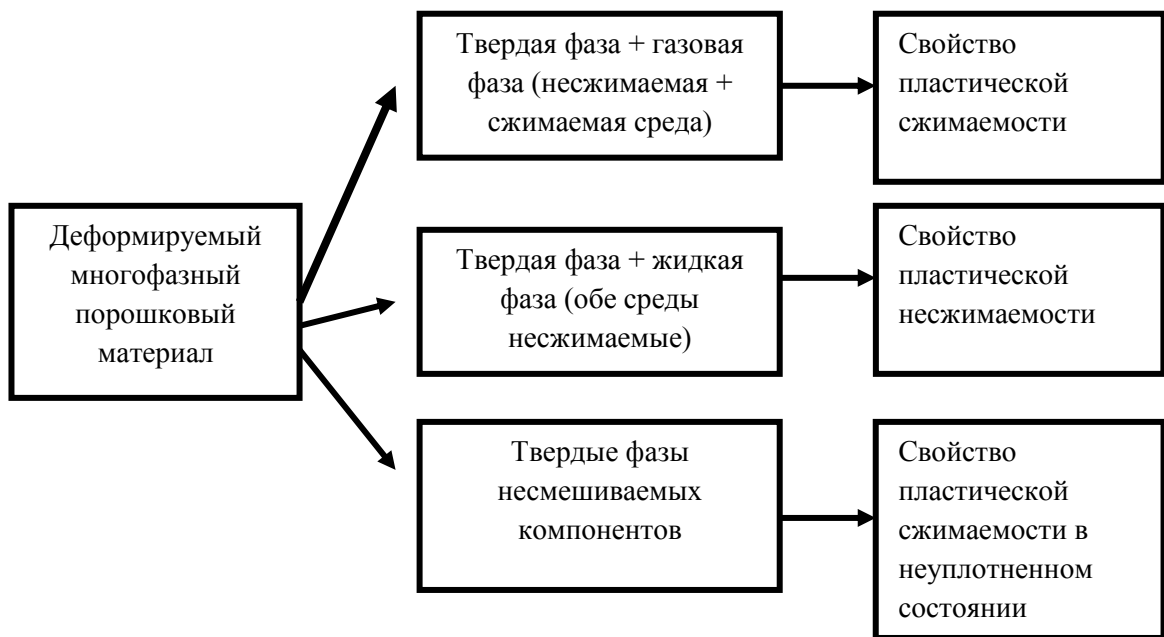 Деформируемый
многофазный
порошковый
материал
Твердая фаза + газовая
фаза (несжимаемая +
сжимаемая среда)
Свойство
пластической
сжимаемости
Твердая фаза + жидкая
фаза (обе среды
несжимаемые)
Свойство
пластической
несжимаемости
Твердые фазы
несмешиваемых
компонентов
Свойство
пластической
сжимаемости в
неуплотненном
состоянии